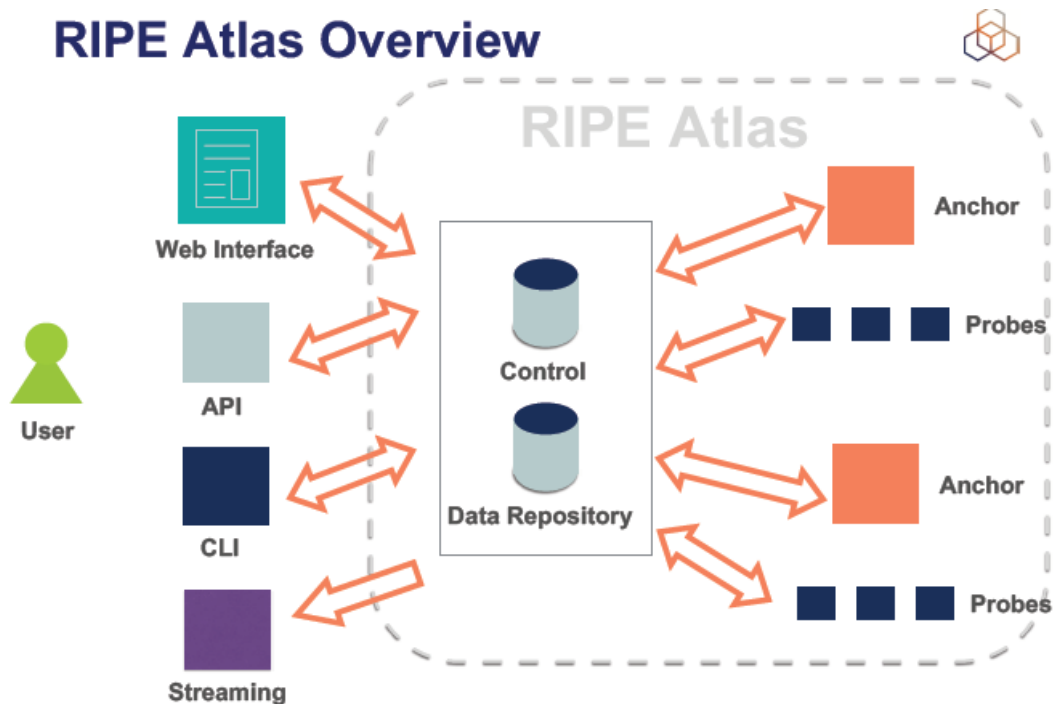 RIPE Atlas Overview
RIPE Atlas
Web Interface
API
CLI
Streaming
User
Control
Data Repository
Anchor
Probes
Anchor
Probes